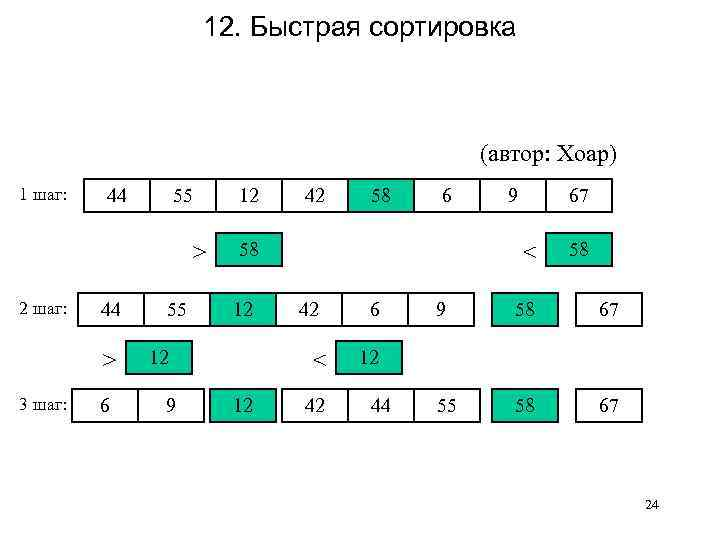 12. Быстрая сортировка
(автор: Хоар)
1 шаг: 44 55 12 42 58 6 9 67
> 58 < 58
2 шаг: 44 55 12 42 6 9 58 67
> 12 < 12
3 шаг: 6 9 12 42 44 55 58 67
24